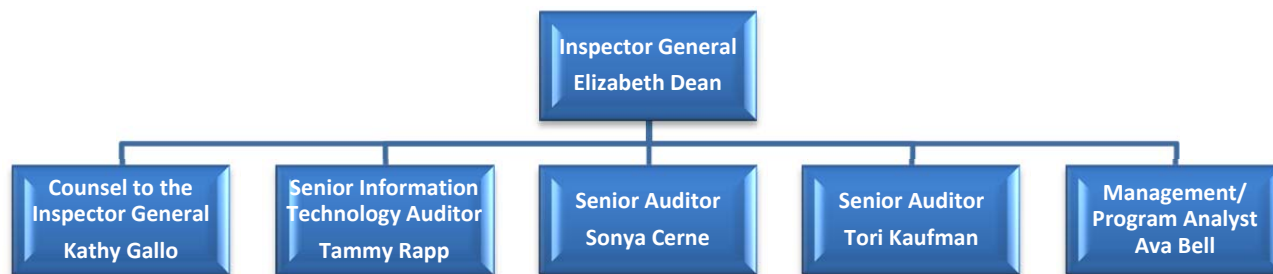 Inspector General
Elizabeth Dean
Counsel to the
Inspector General
Kathy Gallo
Senior Information
Technology Auditor
Tammy Rapp
Senior Auditor
Sonya Cerne
Senior Auditor
Tori Kaufman
Management/
Program Analyst
Ava Bell